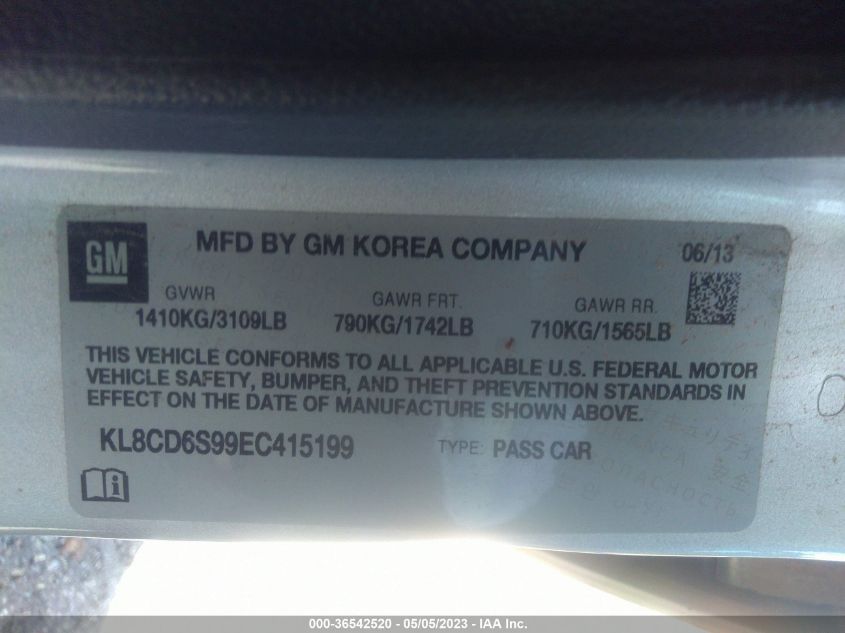 GM
MFD BY GM KOREA COMPANY 06/13
GVWR GAWR FRT. GAWR RR.
1410KG/3109LB 790KG/1742LB 710KG/1565LB
THIS VEHICLE CONFORMS TO ALL APPLICABLE U.S. FEDERAL MOTOR
VEHICLE SAFETY, BUMPER, AND THEFT PREVENTION STANDARDS IN
EFFECT ON THE DATE OF MANUFACTURE SHOWN ABOVE.
KL8CD6S99EC415199 TYPE: PASS CAR
000-36542520 - 05/05/2023 - IAA Inc.